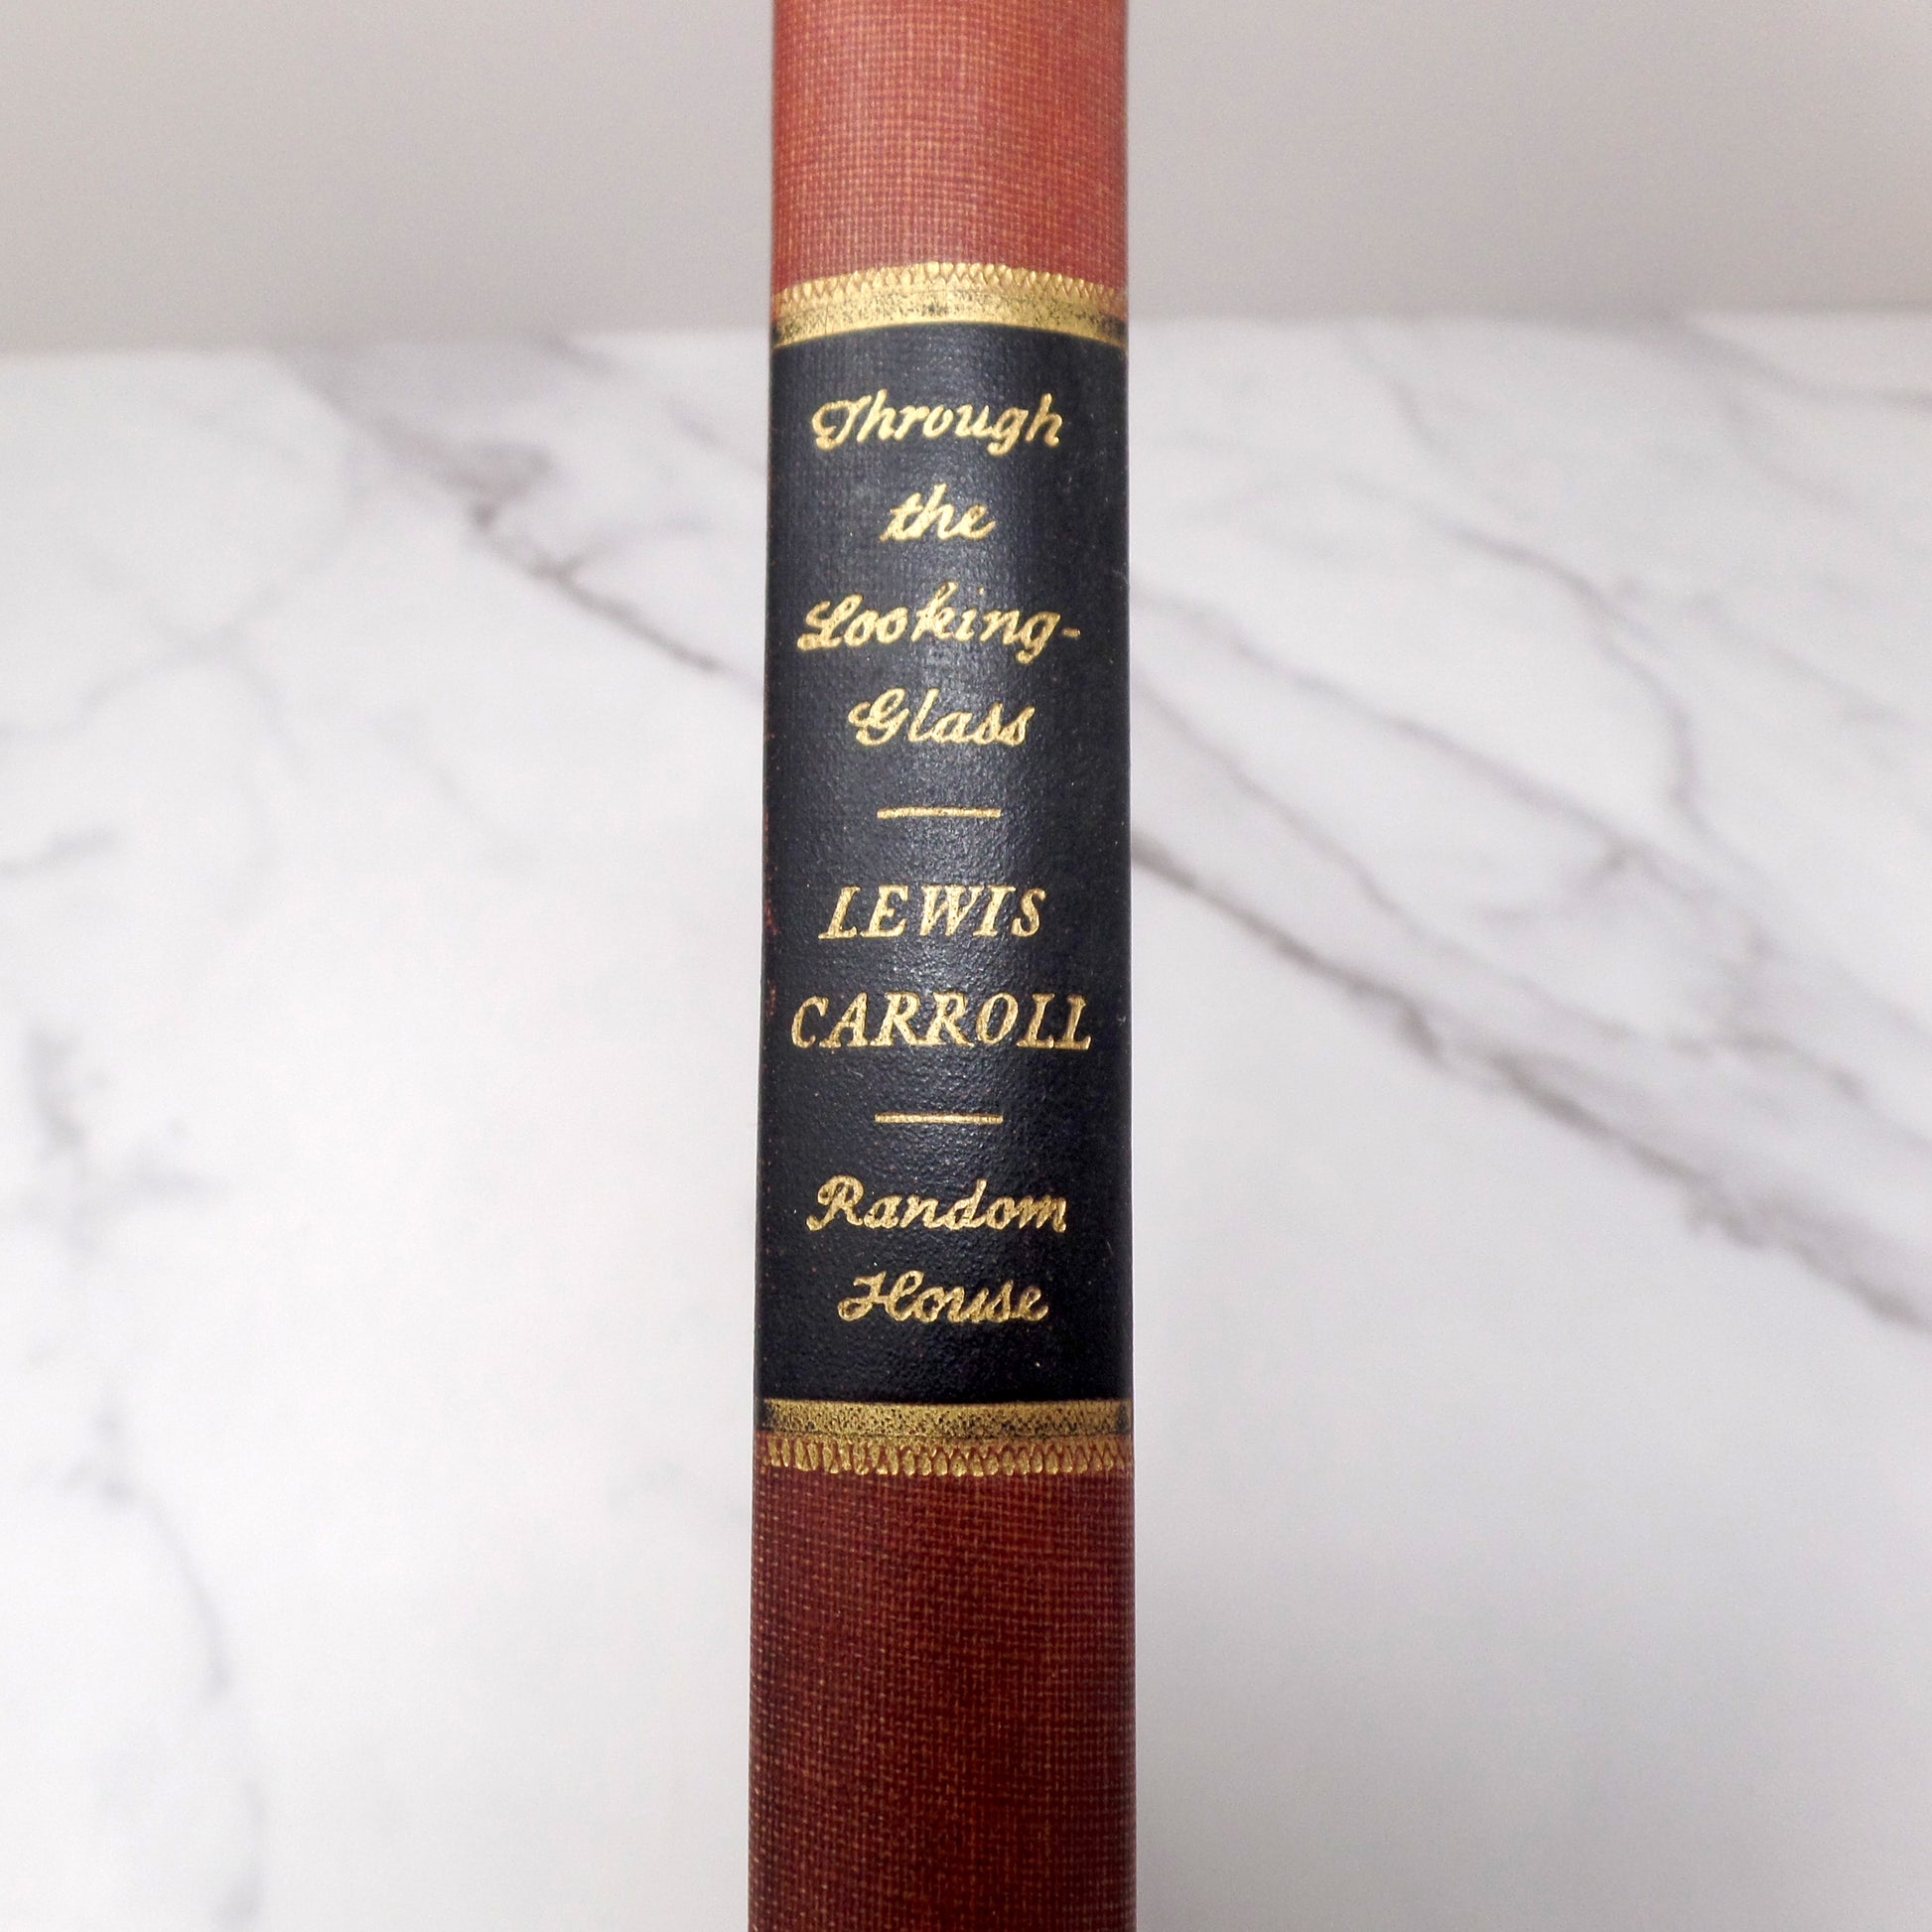 Through
the
Looking-
Glass
LEWIS
CARROLL
Random
House